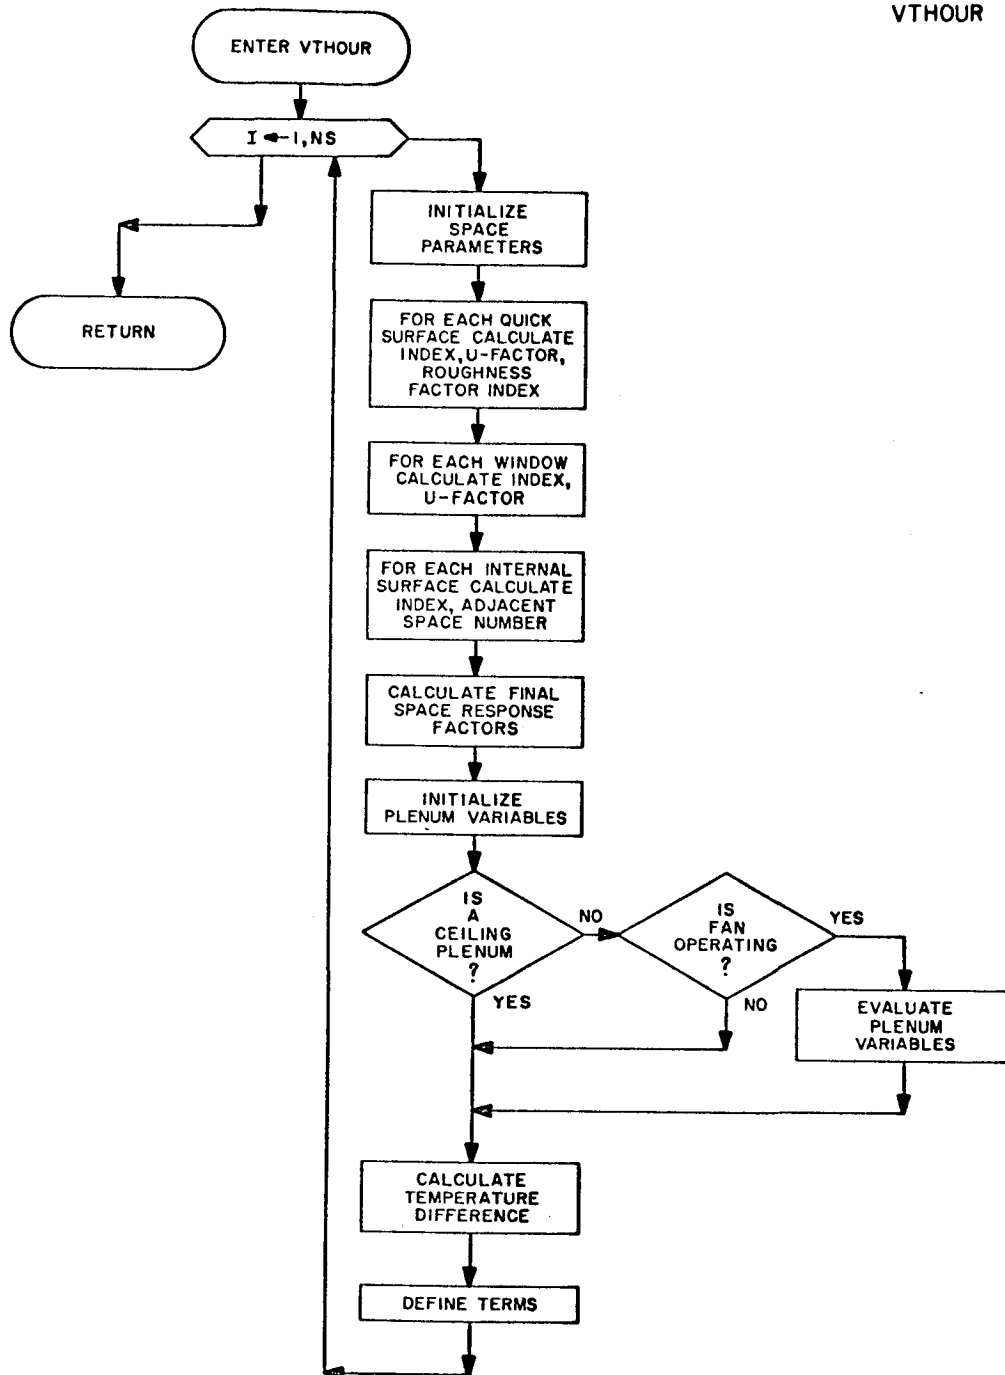 VTHOUR
ENTER VTHOUR
I←1,NS
RETURN
INITIALIZE
SPACE
PARAMETERS
FOR EACH QUICK
SURFACE CALCULATE
INDEX,U-FACTOR,
ROUGHNESS
FACTOR INDEX
FOR EACH WINDOW
CALCULATE INDEX,
U-FACTOR
FOR EACH INTERNAL
SURFACE CALCULATE
INDEX, ADJACENT
SPACE NUMBER
CALCULATE FINAL
SPACE RESPONSE
FACTORS
INITIALIZE
PLENUM VARIABLES
IS
A
CEILING
PLENUM
?
NO
YES
IS
FAN
OPERATING
?
YES
NO
EVALUATE
PLENUM
VARIABLES
CALCULATE
TEMPERATURE
DIFFERENCE
DEFINE TERMS